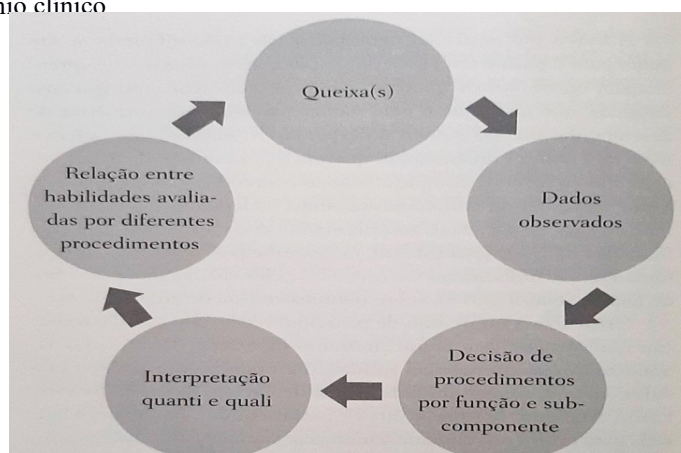 clínico
Queixa(s)
Dados
observados
Decisão de
procedimentos
por função e sub-
componente
Interpretação
quanti e quali
Relação entre
habilidades avalia-
das por diferentes
procedimentos